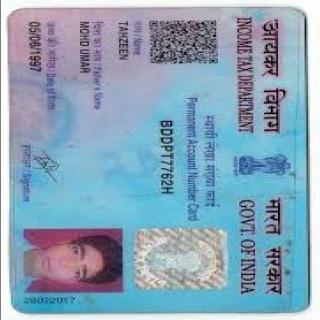 आयकर विभाग
INCOME TAX DEPARTMENT
भारत सरकार
GOVT. OF INDIA
स्थायी लेखा संख्या कार्ड
Permanent Account Number Card
BDDPT7762H
नाम / Name
TAHZEEN
पिता का नाम / Father's Name
MOHD UMAR
जन्म की तारीख / Date of Birth
05/06/1997
हस्ताक्षर / Signature
28022017